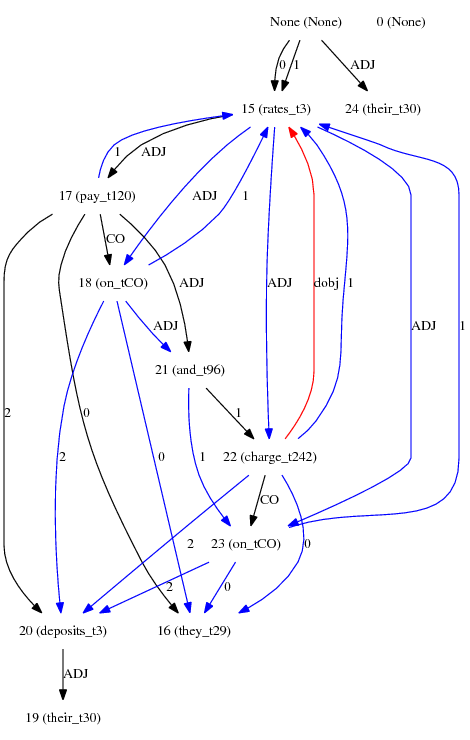 None (None) 0 (None)
0 1 ADJ
15 (rates_t3) 24 (their_t30)
1 ADJ
17 (pay_t120) ADJ 1
CO
18 (on_tCO) ADJ ADJ dobj 1
ADJ ADJ 1
21 (and_t96)
2 0 1
22 (charge_t242)
2 0 1
CO
23 (on_tCO)
2 0
2 0
20 (deposits_t3) 16 (they_t29)
ADJ
19 (their_t30)